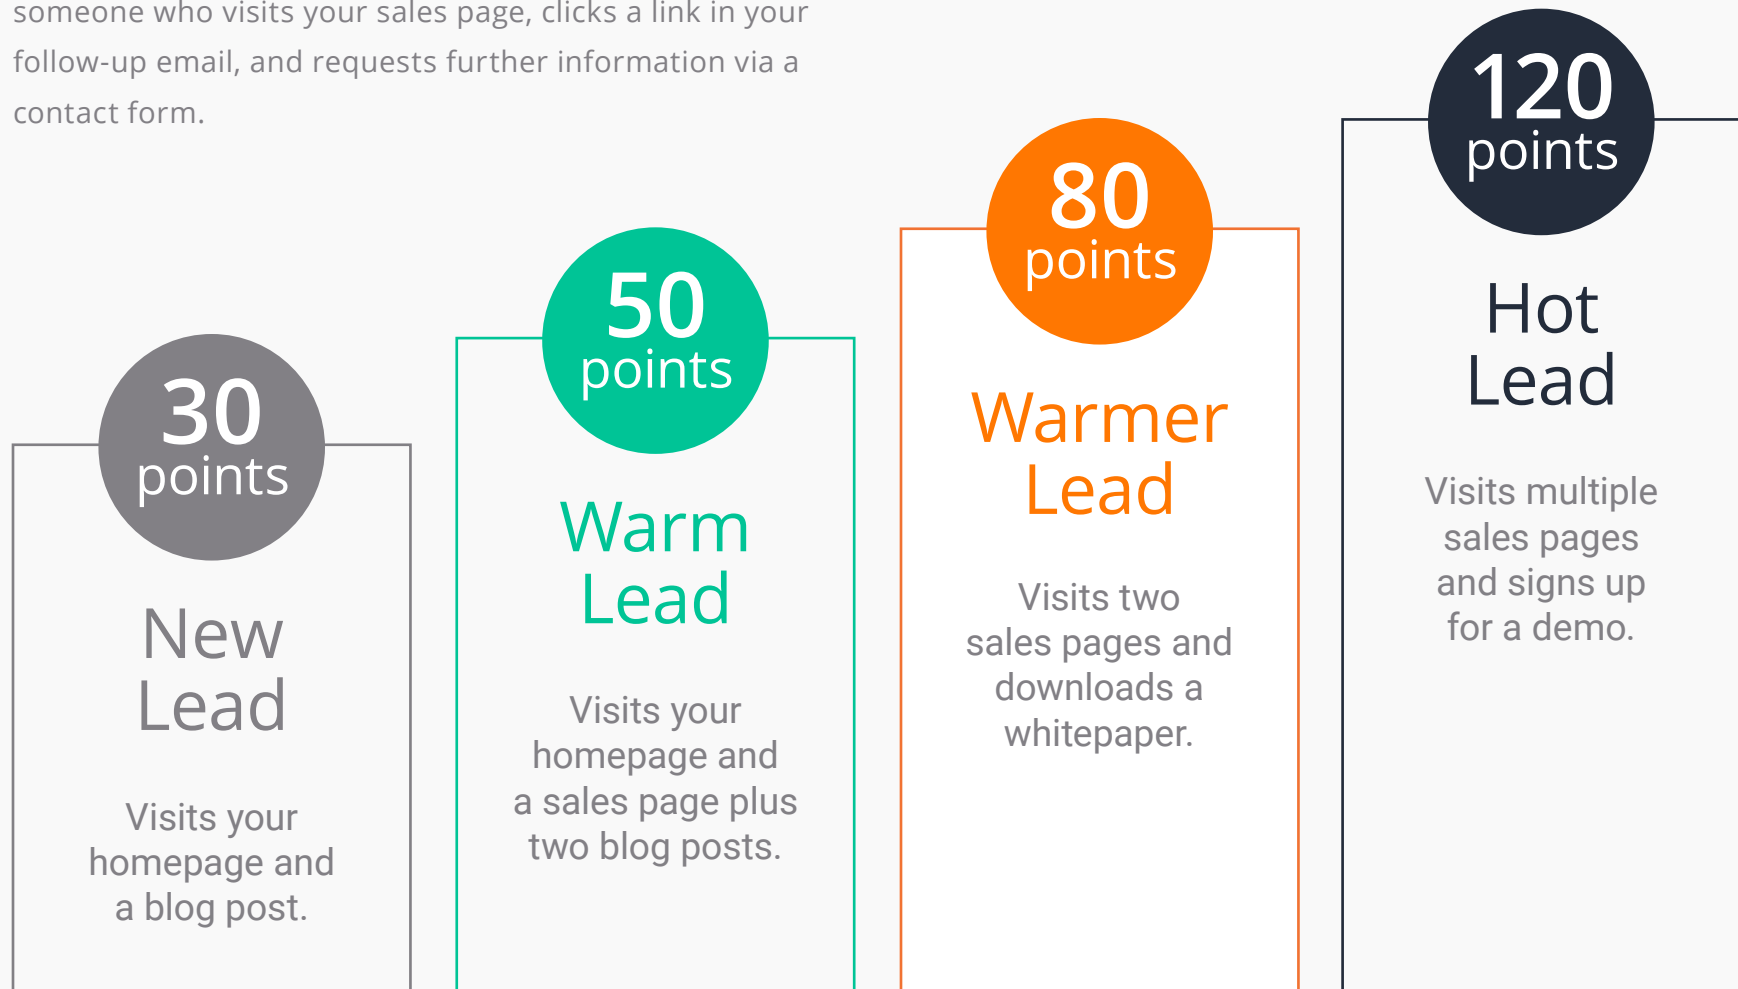 someone who visits your sales page, clicks a link in your
follow-up email, and requests further information via a
contact form.
30
points
New
Lead
Visits your
homepage and
a blog post.
50
points
Warm
Lead
Visits your
homepage and
a sales page plus
two blog posts.
80
points
Warmer
Lead
Visits two
sales pages and
downloads a
whitepaper.
120
points
Hot
Lead
Visits multiple
sales pages
and signs up
for a demo.